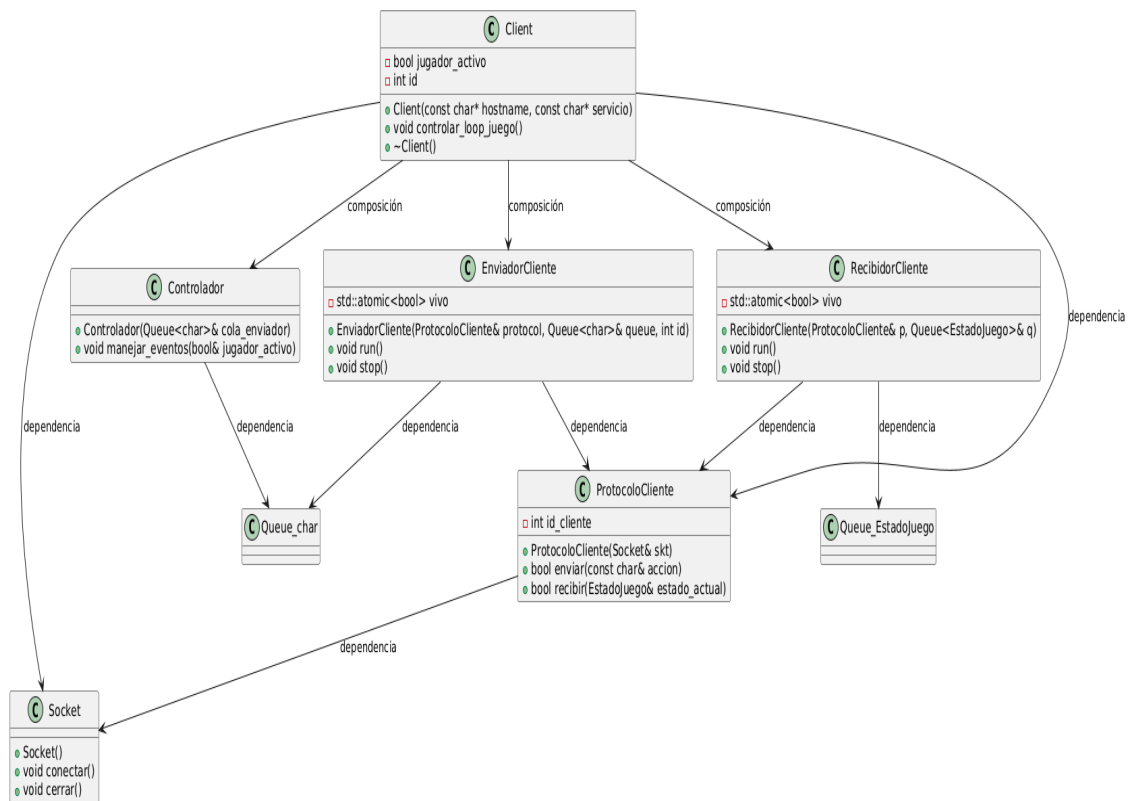 C Client
bool jugador_activo
int id
Client(const char* hostname, const char* servicio)
void controlar_loop_juego()
~Client()
composión
composión
composión
dependencia
dependencia
C Controlador
Controlador(Queue<char>& cola_enviador)
void manejar_eventos(bool& jugador_activo)
C EnviadorCliente
std::atomic<bool> vivo
EnviadorCliente(ProtocoloCliente& protocol, Queue<char>& queue, int id)
void run()
void stop()
C RecibidorCliente
std::atomic<bool> vivo
RecibidorCliente(ProtocoloCliente& p, Queue<EstadoJuego>& q)
void run()
void stop()
dependencia
dependencia
dependencia
dependencia
dependencia
C Queue_char
C ProtocoloCliente
int id_cliente
ProtocoloCliente(Socket& skt)
bool enviar(const char& accion)
bool recibir(EstadoJuego& estado_actual)
C Queue_EstadoJuego
dependencia
C Socket
Socket()
void conectar()
void cerrar()